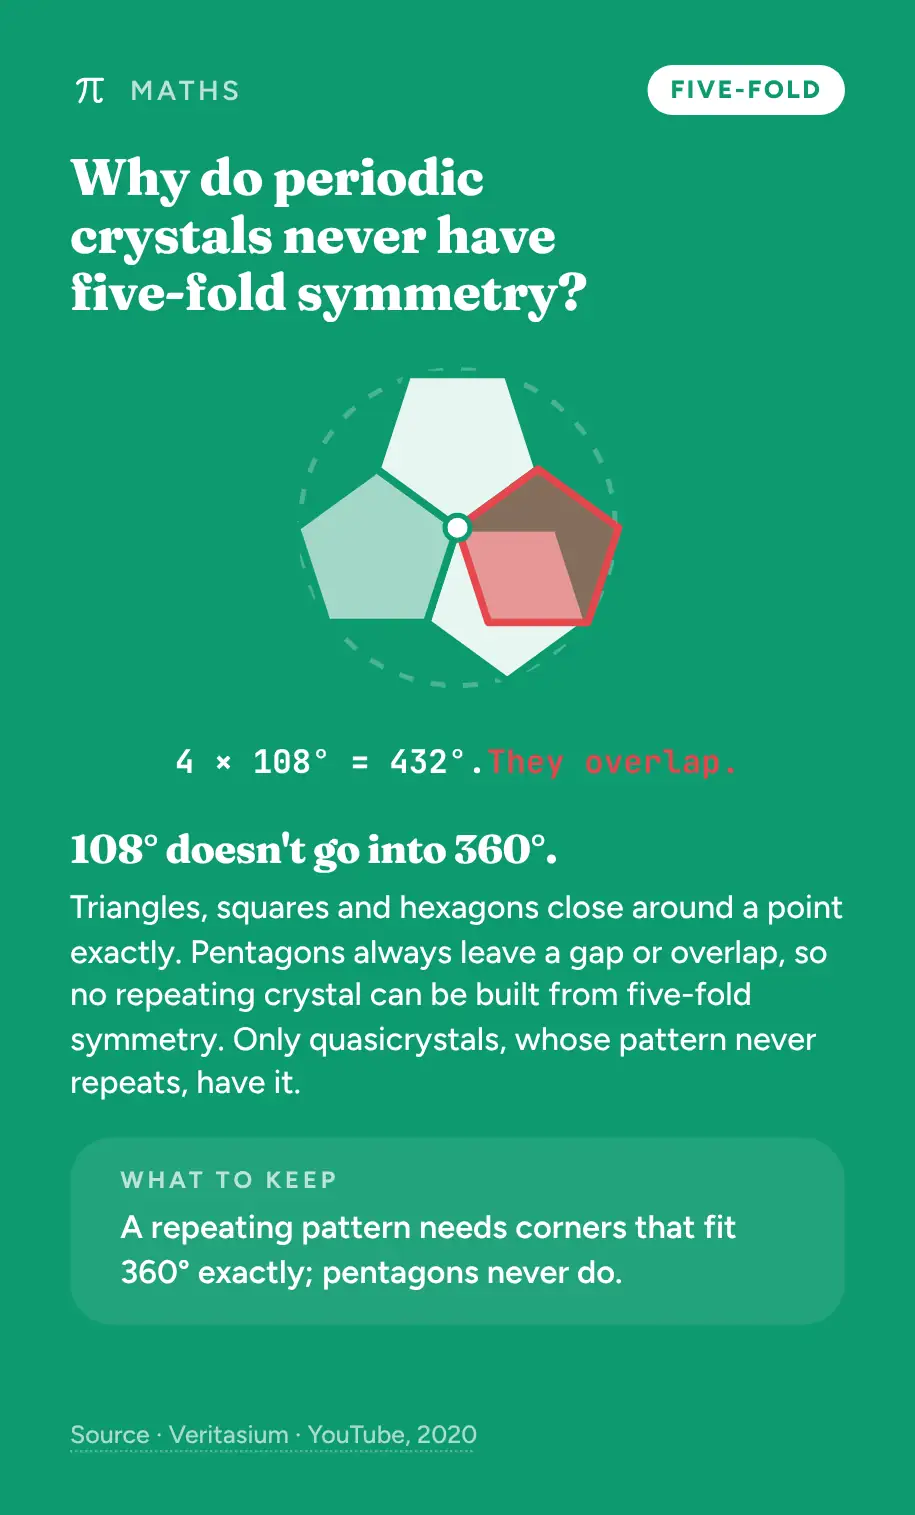 π MATHS
FIVE-FOLD
Why do periodic
crystals never have
five-fold symmetry?
4 × 108° = 432°. They overlap.
108° doesn't go into 360°.
Triangles, squares and hexagons close around a point
exactly. Pentagons always leave a gap or overlap, so
no repeating crystal can be built from five-fold
symmetry. Only quasicrystals, whose pattern never
repeats, have it.
WHAT TO KEEP
A repeating pattern needs corners that fit
360° exactly; pentagons never do.
Source · Veritasium · YouTube, 2020